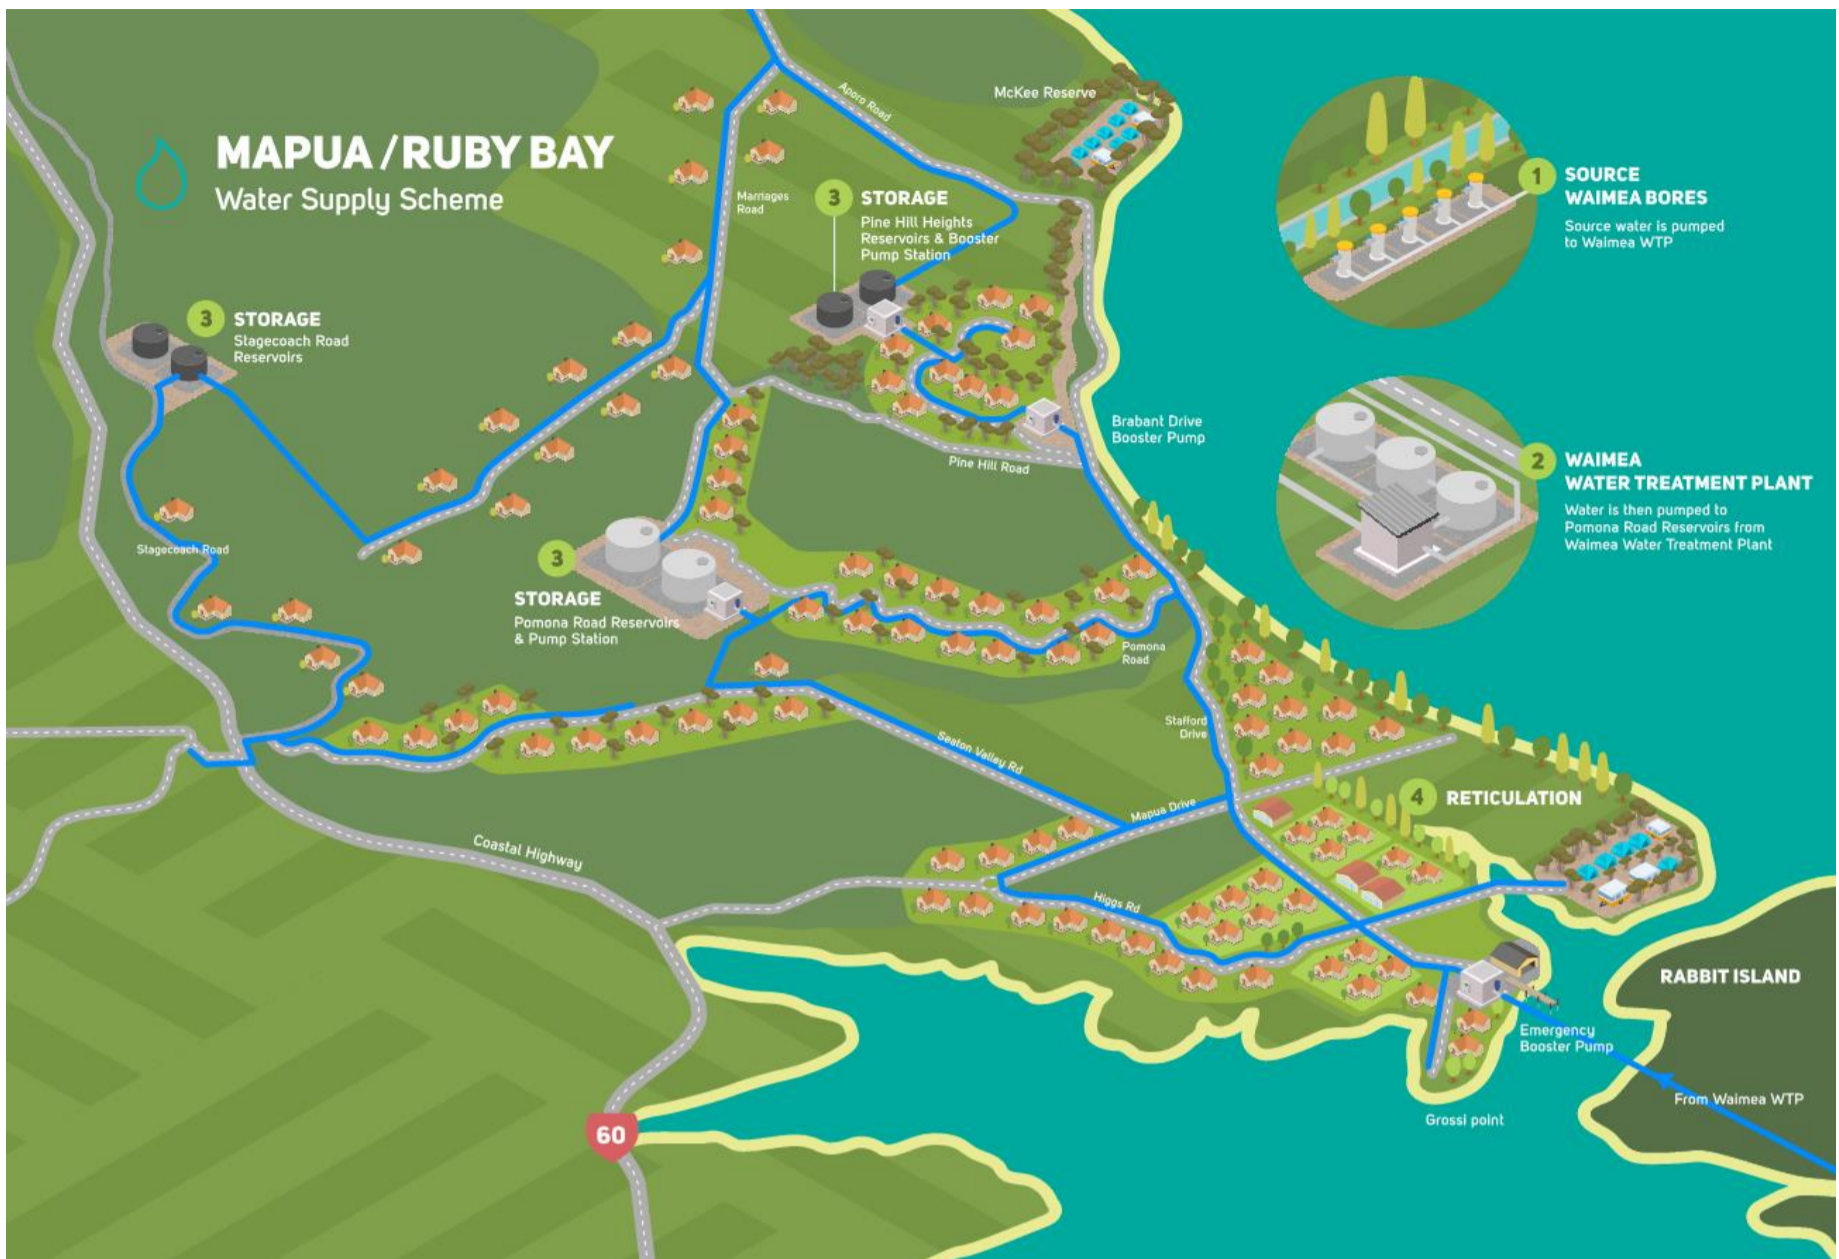 MAPUA / RUBY BAY
Water Supply Scheme
McKee Reserve
Aporo Road
Marriages
Road
3
STORAGE
Pine Hill Heights
Reservoirs & Booster
Pump Station
1
SOURCE
WAIMEA BORES
Source water is pumped
to Waimea WTP
3
STORAGE
Stagecoach Road
Reservoirs
Brabant Drive
Booster Pump
Pine Hill Road
2
WAIMEA
WATER TREATMENT PLANT
Water is then pumped to
Pomona Road Reservoirs from
Waimea Water Treatment Plant
Stagecoach Road
3
STORAGE
Pomona Road Reservoirs
& Pump Station
Pomona
Road
Stafford
Drive
Seaton Valley Rd
Mapua Drive
4
RETICULATION
Coastal Highway
Higgs Rd
RABBIT ISLAND
Emergency
Booster Pump
From Waimea WTP
Grossi point
60